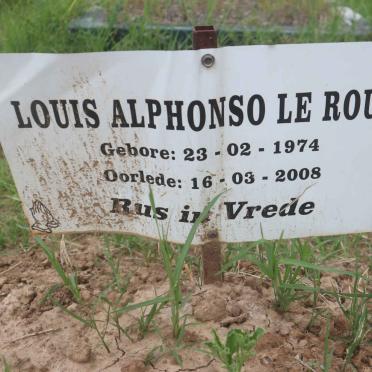 LOUIS ALPHONSO LE ROU
Gebore: 23 - 02 - 1974
Oorlede: 16 - 03 - 2008
Rus in Vrede